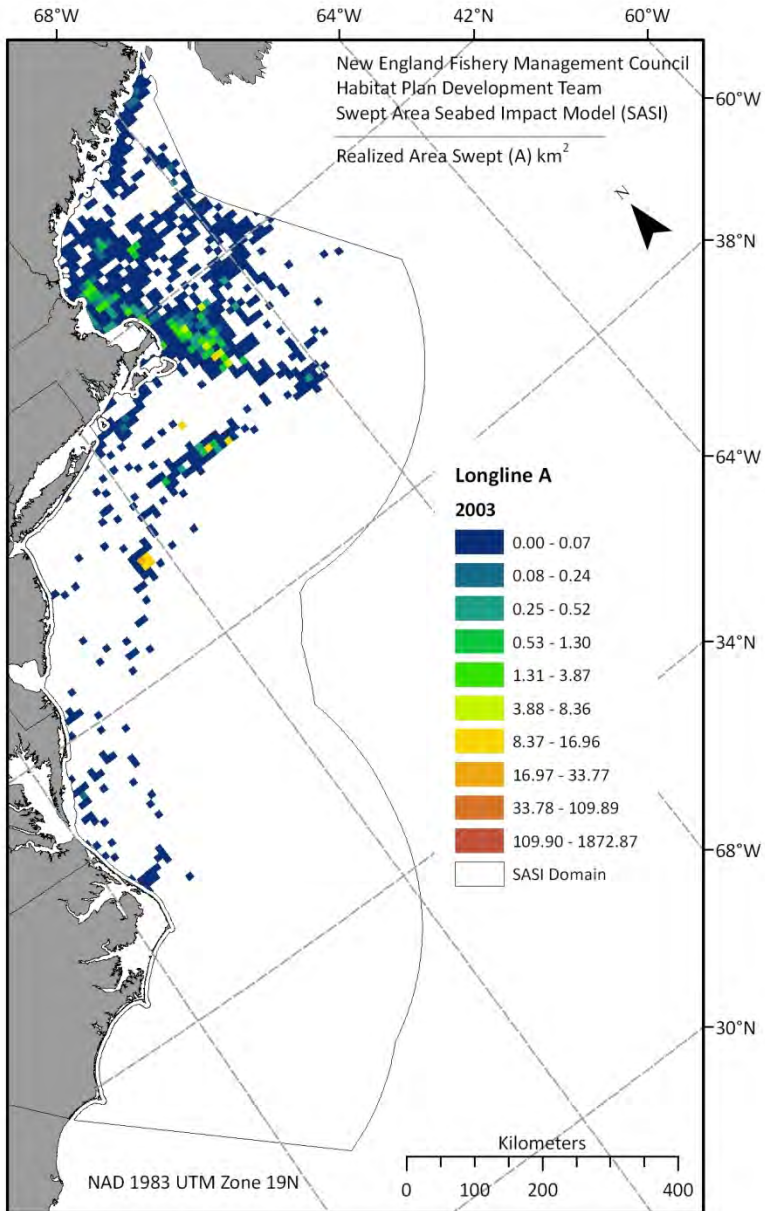 68°W 64°W 42°N 60°W
New England Fishery Management Council
Habitat Plan Development Team
Swept Area Seabed Impact Model (SASI)
Realized Area Swept (A) km²
60°W
N
38°N
64°W
Longline A
2003
0.00 - 0.07
0.08 - 0.24
0.25 - 0.52
0.53 - 1.30
1.31 - 3.87
3.88 - 8.36
8.37 - 16.96
16.97 - 33.77
33.78 - 109.89
109.90 - 1872.87
SASI Domain
34°N
68°W
30°N
Kilometers
0 100 200 300 400
NAD 1983 UTM Zone 19N